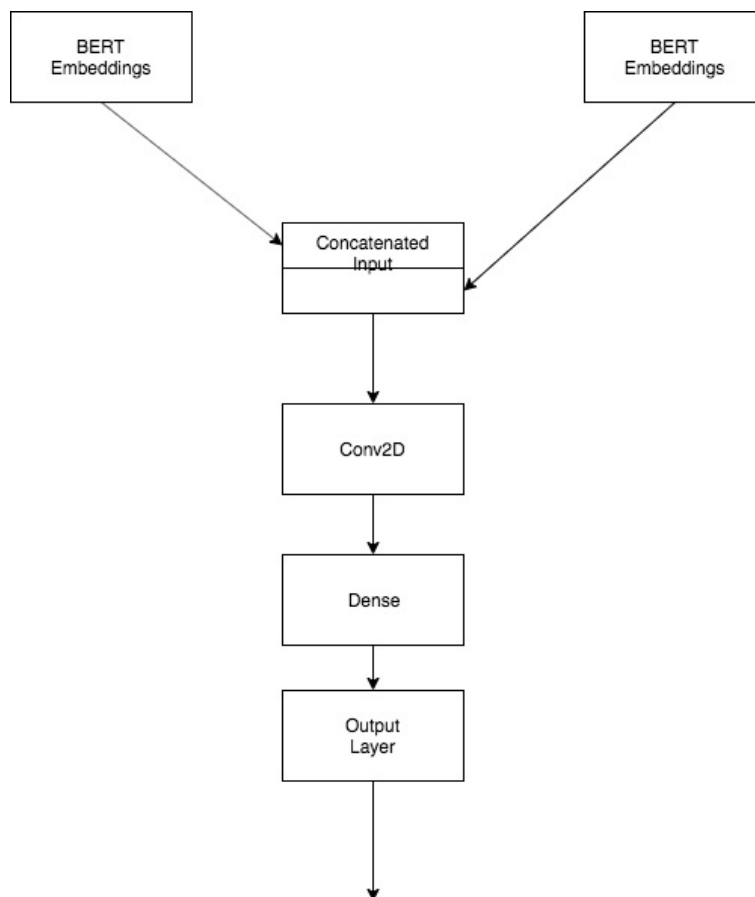 BERT
Embeddings
BERT
Embeddings
Concatenated
Input
Conv2D
Dense
Output
Layer